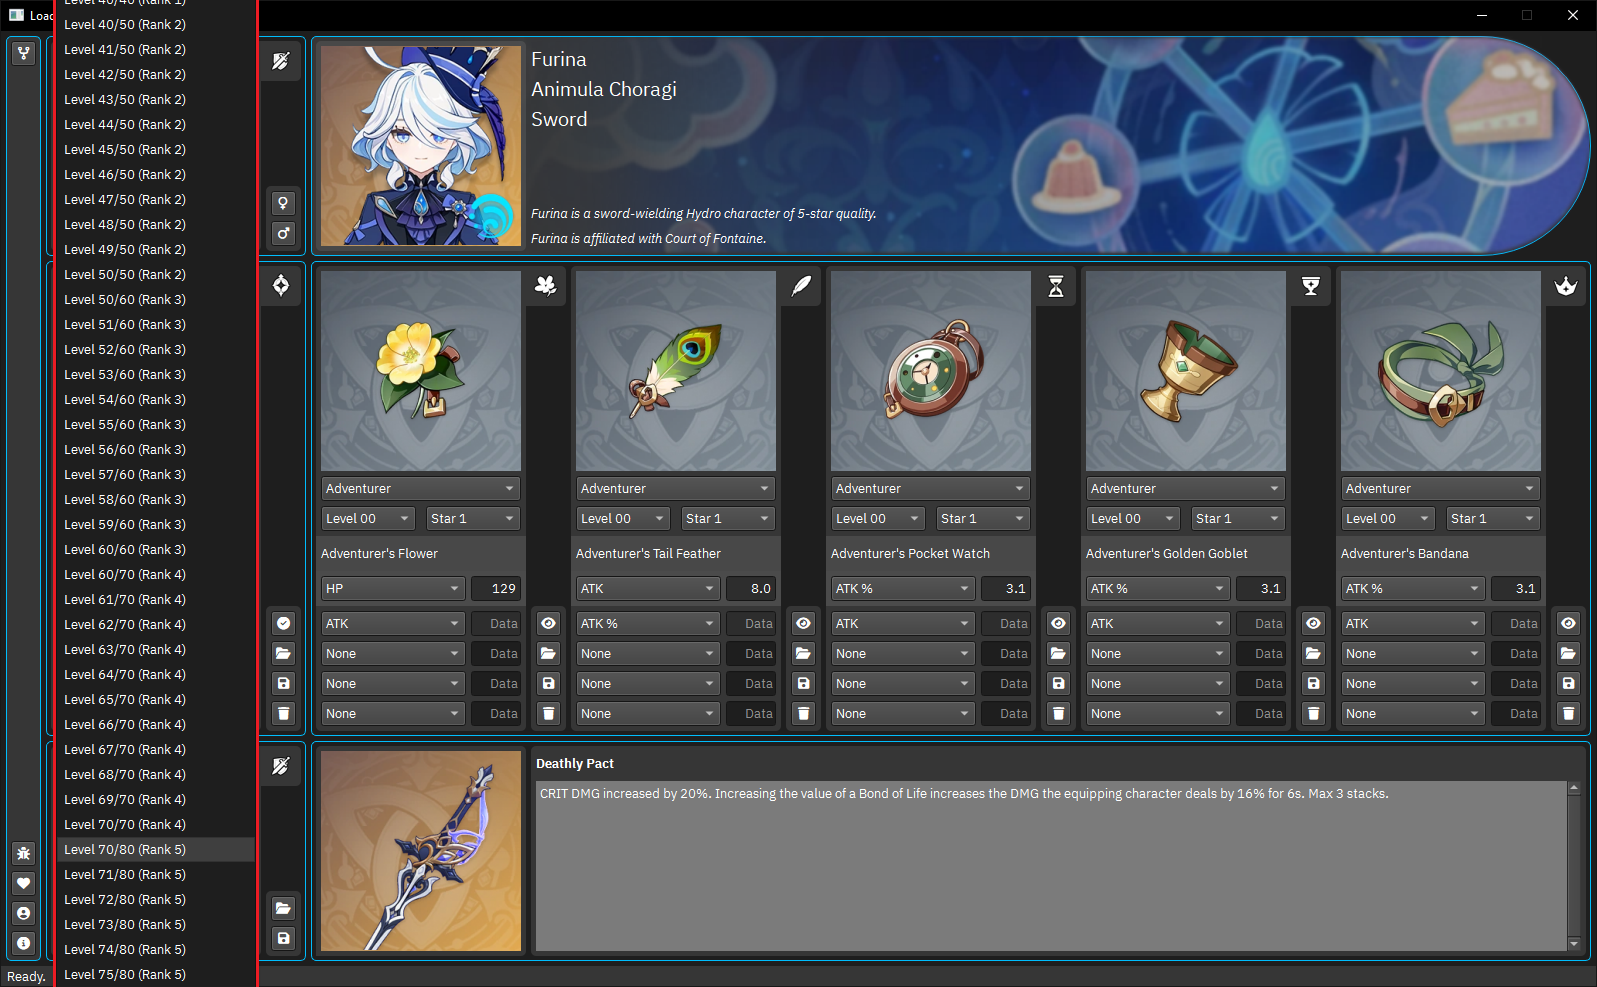 Load
Level 40/40 (Rank 1)
Level 40/50 (Rank 2)
Level 41/50 (Rank 2)
Level 42/50 (Rank 2)
Level 43/50 (Rank 2)
Level 44/50 (Rank 2)
Level 45/50 (Rank 2)
Level 46/50 (Rank 2)
Level 47/50 (Rank 2)
Level 48/50 (Rank 2)
Level 49/50 (Rank 2)
Level 50/50 (Rank 2)
Level 50/60 (Rank 3)
Level 51/60 (Rank 3)
Level 52/60 (Rank 3)
Level 53/60 (Rank 3)
Level 54/60 (Rank 3)
Level 55/60 (Rank 3)
Level 56/60 (Rank 3)
Level 57/60 (Rank 3)
Level 58/60 (Rank 3)
Level 59/60 (Rank 3)
Level 60/60 (Rank 3)
Level 60/70 (Rank 4)
Level 61/70 (Rank 4)
Level 62/70 (Rank 4)
Level 63/70 (Rank 4)
Level 64/70 (Rank 4)
Level 65/70 (Rank 4)
Level 66/70 (Rank 4)
Level 67/70 (Rank 4)
Level 68/70 (Rank 4)
Level 69/70 (Rank 4)
Level 70/70 (Rank 4)
Level 70/80 (Rank 5)
Level 71/80 (Rank 5)
Level 72/80 (Rank 5)
Level 73/80 (Rank 5)
Level 74/80 (Rank 5)
Level 75/80 (Rank 5)
Furina
Animula Choragi
Sword
Furina is a sword-wielding Hydro character of 5-star quality.
Furina is affiliated with Court of Fontaine.
Adventurer Adventurer Adventurer Adventurer Adventurer
Level 00 Star 1 Level 00 Star 1 Level 00 Star 1 Level 00 Star 1 Level 00 Star 1
Adventurer's Flower Adventurer's Tail Feather Adventurer's Pocket Watch Adventurer's Golden Goblet Adventurer's Bandana
HP 129 ATK 8.0 ATK % 3.1 ATK % 3.1 ATK % 3.1
ATK Data ATK % Data ATK Data ATK Data ATK Data
None Data None Data None Data None Data None Data
None Data None Data None Data None Data None Data
None Data None Data None Data None Data None Data
Deathly Pact
CRIT DMG increased by 20%. Increasing the value of a Bond of Life increases the DMG the equipping character deals by 16% for 6s. Max 3 stacks.
Ready.